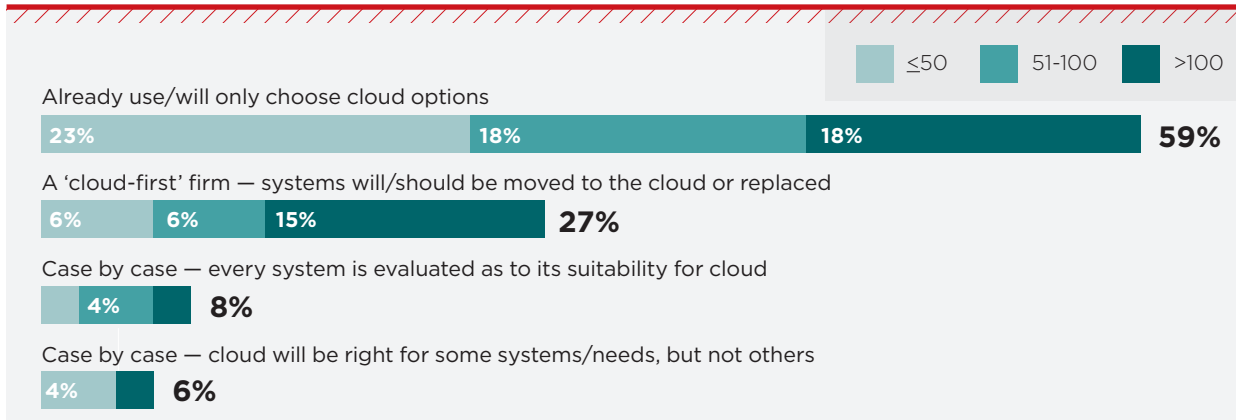 ≤50 51-100 >100
Already use/will only choose cloud options
23% 18% 18% 59%
A ‘cloud-first’ firm — systems will/should be moved to the cloud or replaced
6% 6% 15% 27%
Case by case — every system is evaluated as to its suitability for cloud
4% 8%
Case by case — cloud will be right for some systems/needs, but not others
4% 6%